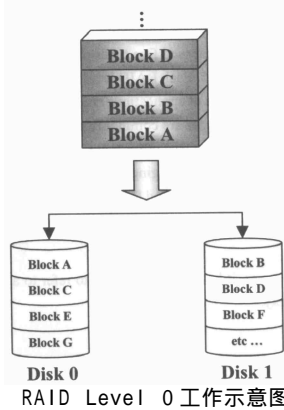 ⋮
Block D
Block C
Block B
Block A
Block A
Block C
Block E
Block G
Disk 0
Block B
Block D
Block F
etc ...
Disk 1
RAID Level 0工作示意图